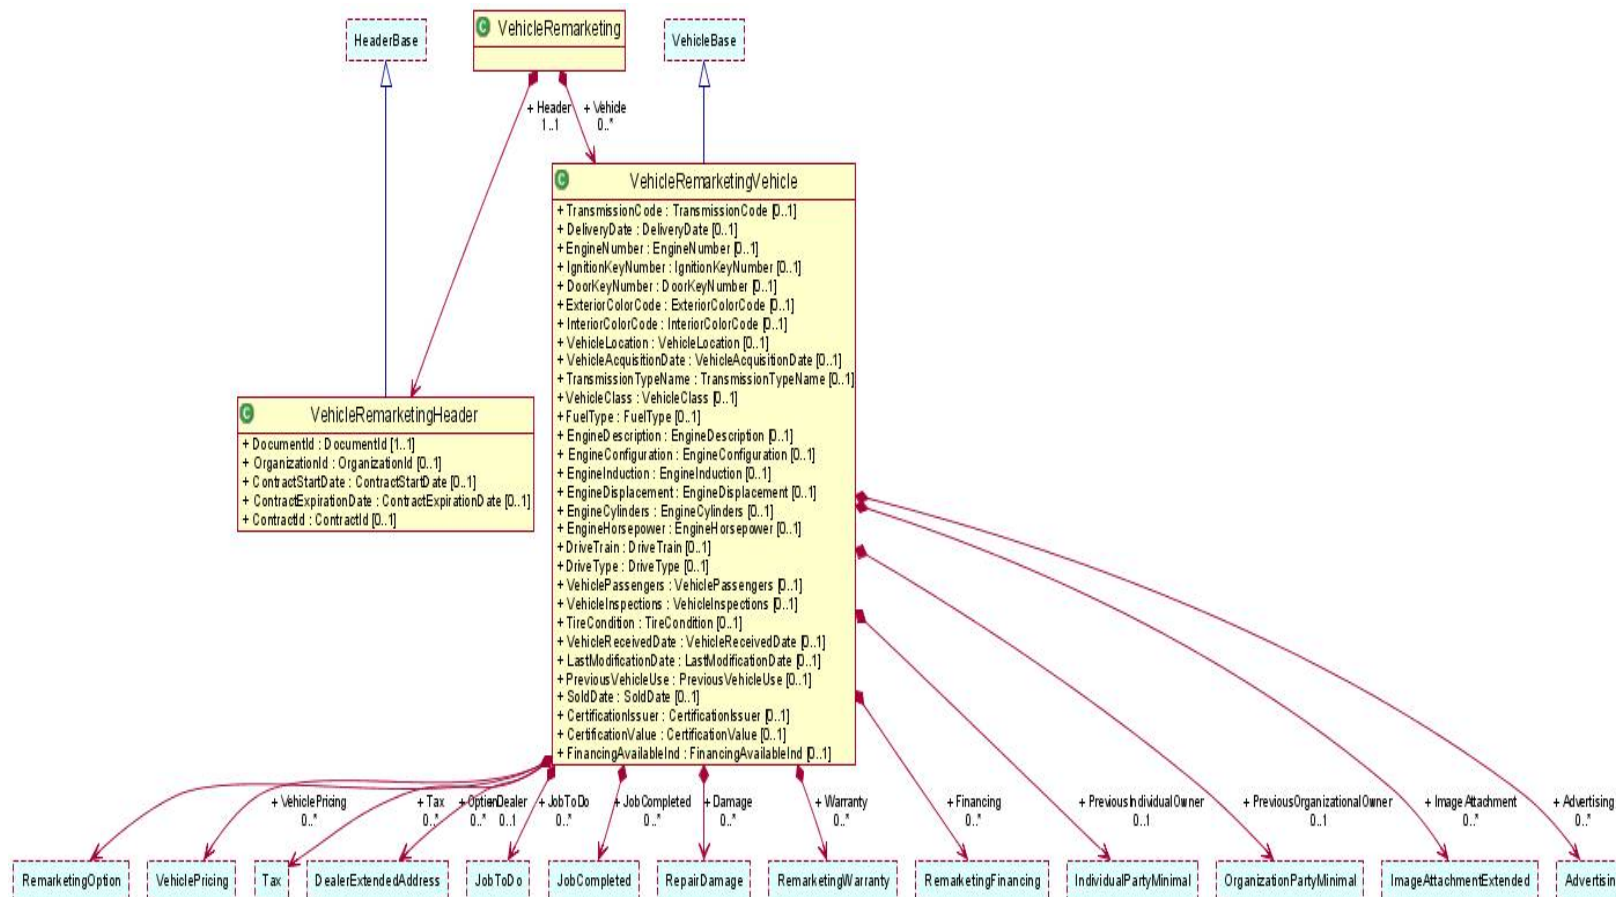 HeaderBase
C VehicleRemarketing
VehicleBase
+ Header
1..1
+ Vehicle
0..*
C VehicleRemarketingVehicle
+ TransmissionCode : TransmissionCode [0..1]
+ DeliveryDate : DeliveryDate [0..1]
+ EngineNumber : EngineNumber [0..1]
+ IgnitionKeyNumber : IgnitionKeyNumber [0..1]
+ DoorKeyNumber : DoorKeyNumber [0..1]
+ ExteriorColorCode : ExteriorColorCode [0..1]
+ InteriorColorCode : InteriorColorCode [0..1]
+ VehicleLocation : VehicleLocation [0..1]
+ VehicleAcquisitionDate : VehicleAcquisitionDate [0..1]
+ TransmissionTypeName : TransmissionTypeName [0..1]
+ VehicleClass : VehicleClass [0..1]
+ FuelType : FuelType [0..1]
+ EngineDescription : EngineDescription [0..1]
+ EngineConfiguration : EngineConfiguration [0..1]
+ EngineInduction : EngineInduction [0..1]
+ EngineDisplacement : EngineDisplacement [0..1]
+ EngineCylinders : EngineCylinders [0..1]
+ EngineHorsepower : EngineHorsepower [0..1]
+ DriveTrain : DriveTrain [0..1]
+ DriveType : DriveType [0..1]
+ VehiclePassengers : VehiclePassengers [0..1]
+ VehicleInspections : VehicleInspections [0..1]
+ TireCondition : TireCondition [0..1]
+ VehicleReceivedDate : VehicleReceivedDate [0..1]
+ LastModificationDate : LastModificationDate [0..1]
+ PreviousVehicleUse : PreviousVehicleUse [0..1]
+ SoldDate : SoldDate [0..1]
+ CertificationIssuer : CertificationIssuer [0..1]
+ CertificationValue : CertificationValue [0..1]
+ FinancingAvailableInd : FinancingAvailableInd [0..1]
C VehicleRemarketingHeader
+ DocumentId : DocumentId [1..1]
+ OrganizationId : OrganizationId [0..1]
+ ContractStartDate : ContractStartDate [0..1]
+ ContractExpirationDate : ContractExpirationDate [0..1]
+ ContractId : ContractId [0..1]
+ VehiclePricing
0..*
+ Tax
0..*
+ Option
0..*
Dealer
0..1
+ JobToDo
0..*
+ JobCompleted
0..*
+ Damage
0..*
+ Warranty
0..*
+ Financing
0..*
+ PreviousIndividualOwner
0..1
+ PreviousOrganizationalOwner
0..1
+ ImageAttachment
0..*
+ Advertising
0..*
RemarketingOption
VehiclePricing
Tax
DealerExtendedAddress
JobToDo
JobCompleted
RepairDamage
RemarketingWarranty
RemarketingFinancing
IndividualPartyMinimal
OrganizationPartyMinimal
ImageAttachmentExtended
Advertisin